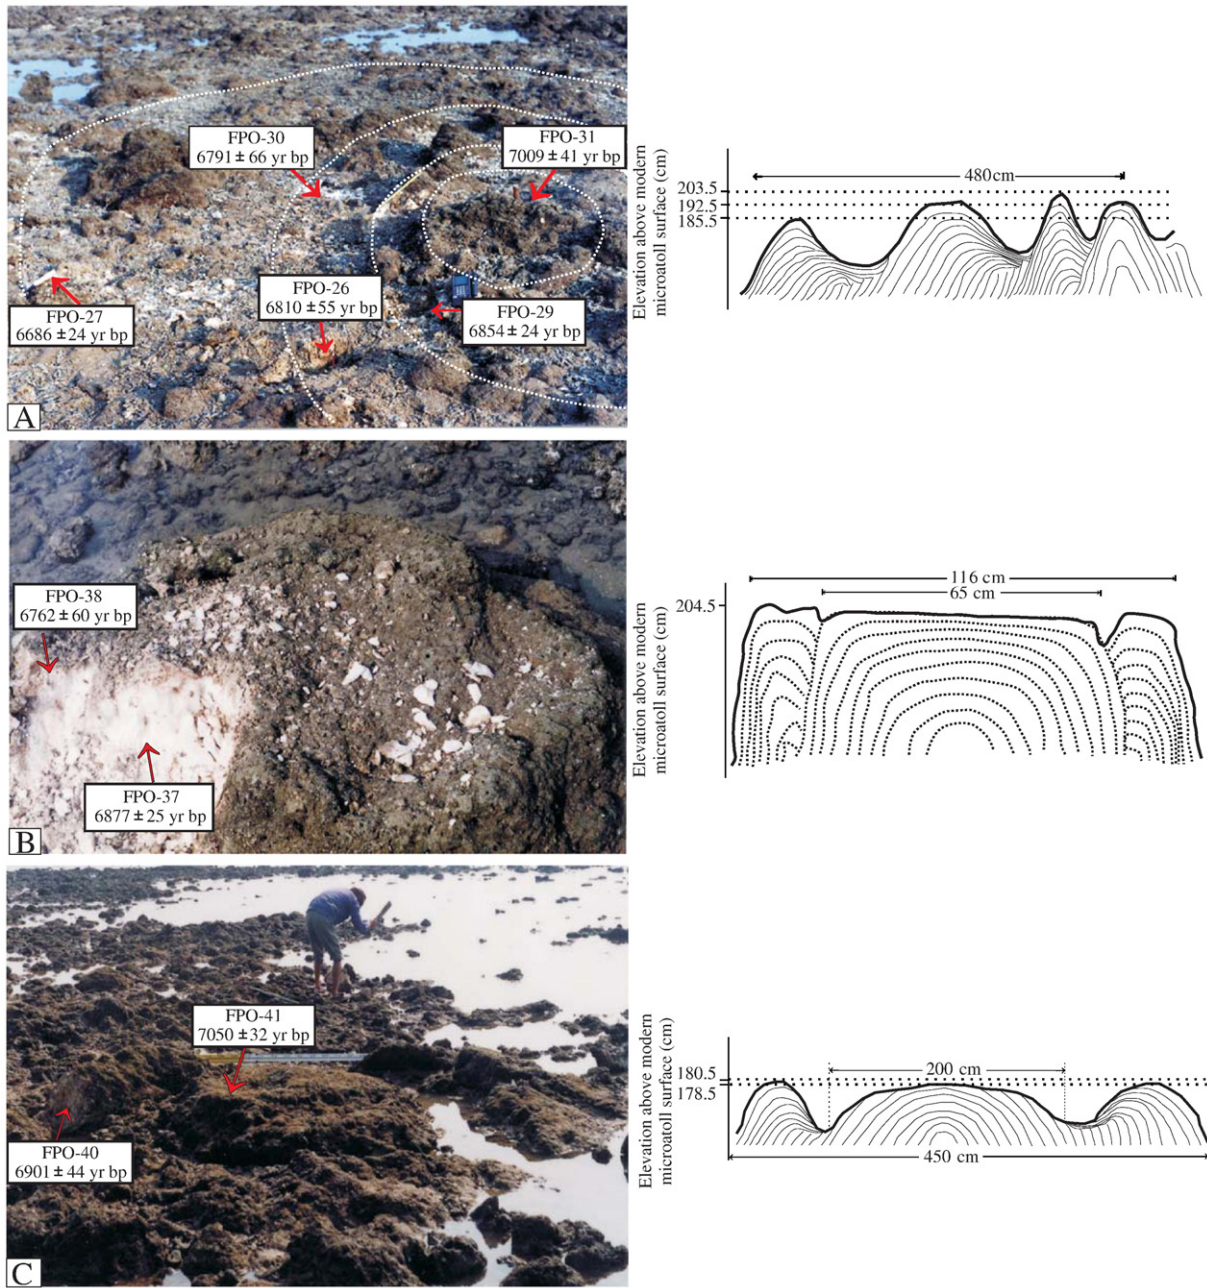 FPO-30
6791 ± 66 yr bp
FPO-31
7009 ± 41 yr bp
FPO-26
6810 ± 55 yr bp
FPO-27
6686 ± 24 yr bp
FPO-29
6854 ± 24 yr bp
A
Elevation above modern
microatoll surface (cm)
480cm
203.5
192.5
185.5
FPO-38
6762 ± 60 yr bp
FPO-37
6877 ± 25 yr bp
B
Elevation above modern
microatoll surface (cm)
116 cm
65 cm
204.5
FPO-41
7050 ± 32 yr bp
FPO-40
6901 ± 44 yr bp
C
Elevation above modern
microatoll surface (cm)
180.5
178.5
200 cm
450 cm